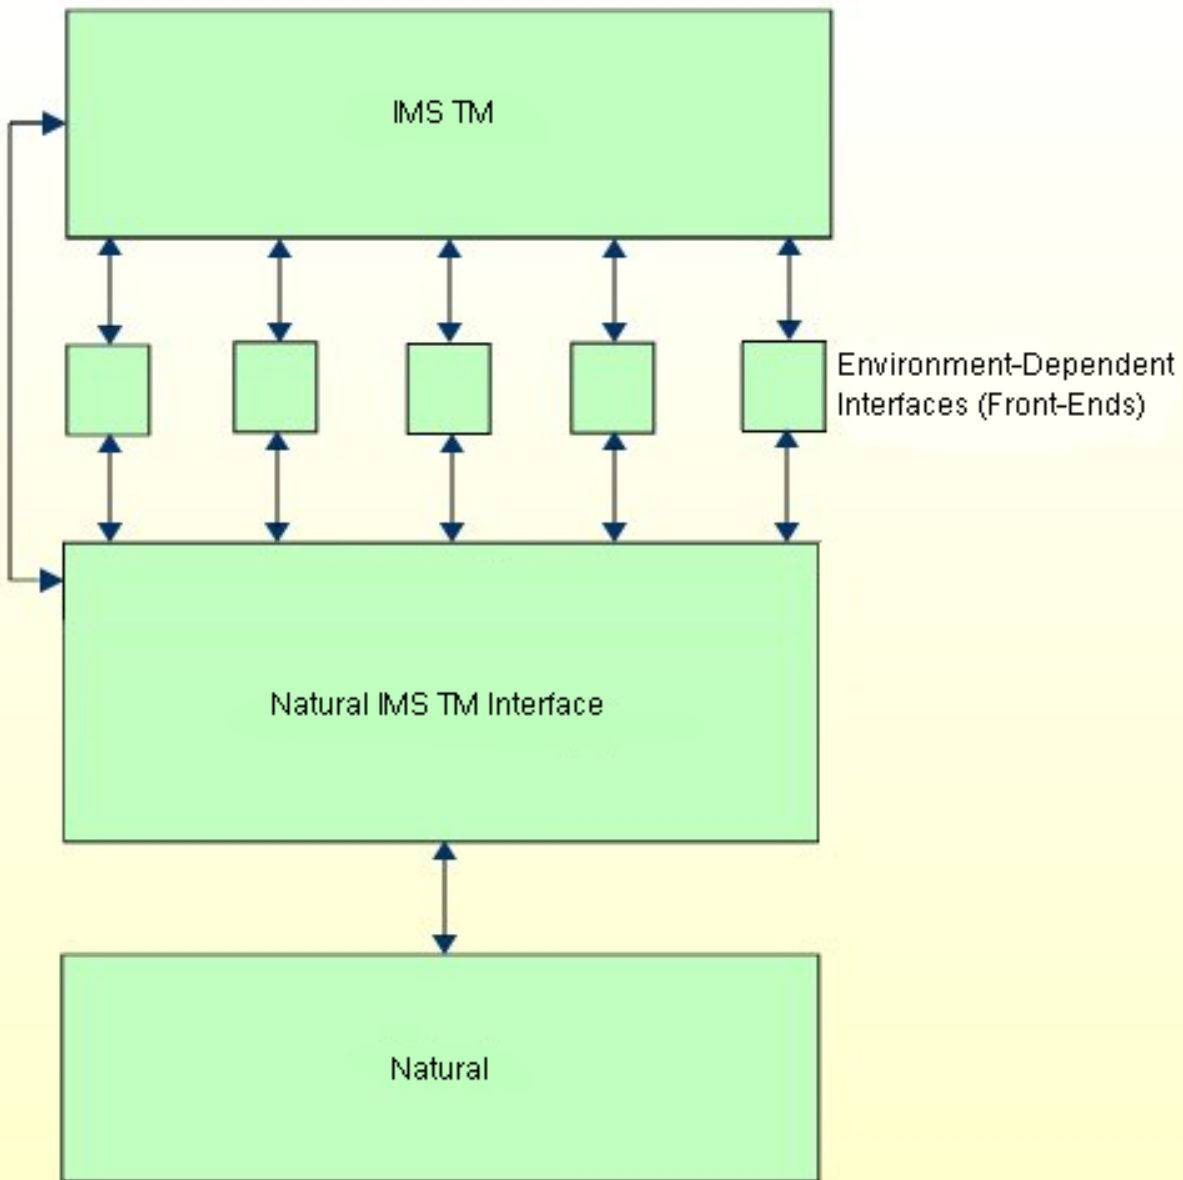 IMS TM
Environment-Dependent
Interfaces (Front-Ends)
Natural IMS TM Interface
Natural